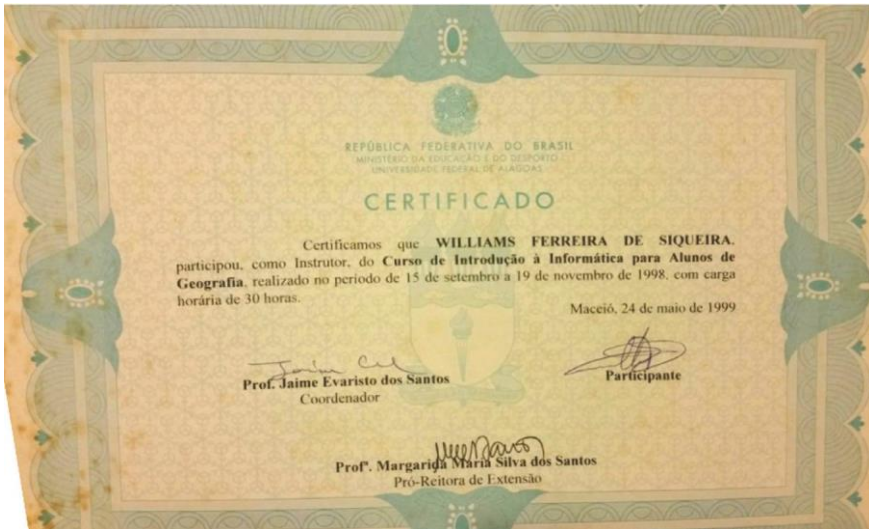 REPÚBLICA FEDERATIVA DO BRASIL
MINISTÉRIO DA EDUCAÇÃO E DO DESPORTO
UNIVERSIDADE FEDERAL DE ALAGOAS
CERTIFICADO
Certificamos que WILLIAMS FERREIRA DE SIQUEIRA,
participou, como Instrutor, do Curso de Introdução à Informática para Alunos de
Geografia, realizado no período de 15 de setembro a 19 de novembro de 1998, com carga
horária de 30 horas.
Maceió, 24 de maio de 1999
Prof. Jaime Evaristo dos Santos
Coordenador
Participante
Profª. Margarida Maria Silva dos Santos
Pró-Reitora de Extensão